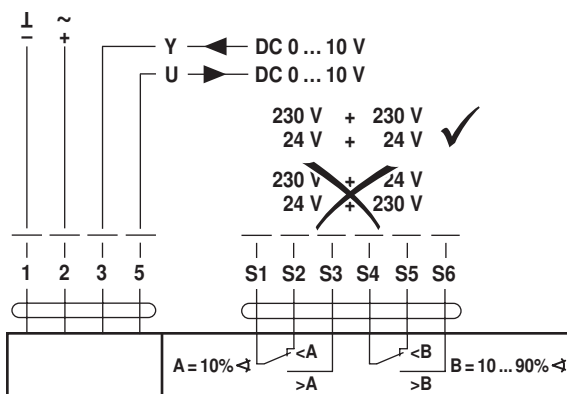 ⊥ ~
− +
Y DC 0 ... 10 V
U DC 0 ... 10 V
230 V + 230 V
24 V + 24 V
230 V + 24 V
24 V + 230 V
1 2 3 5 S1 S2 S3 S4 S5 S6
A = 10% ∢ <A <B B = 10 ... 90% ∢
>A >B